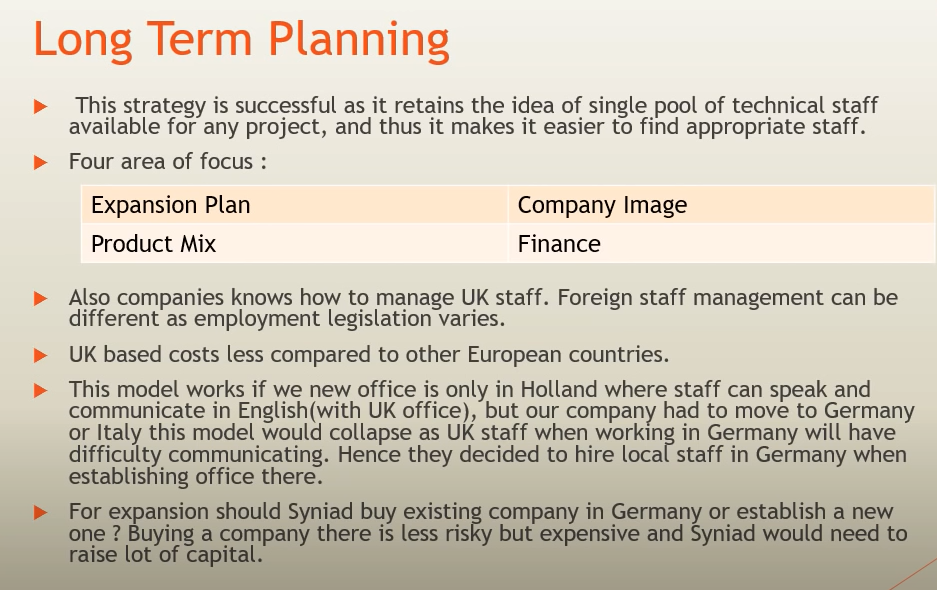 Long Term Planning
This strategy is successful as it retains the idea of single pool of technical staff
available for any project, and thus it makes it easier to find appropriate staff.
Four area of focus :
Expansion Plan Company Image
Product Mix Finance
Also companies knows how to manage UK staff. Foreign staff management can be
different as employment legislation varies.
UK based costs less compared to other European countries.
This model works if we new office is only in Holland where staff can speak and
communicate in English(with UK office), but our company had to move to Germany
or Italy this model would collapse as UK staff when working in Germany will have
difficulty communicating. Hence they decided to hire local staff in Germany when
establishing office there.
For expansion should Syniad buy existing company in Germany or establish a new
one ? Buying a company there is less risky but expensive and Syniad would need to
raise lot of capital.